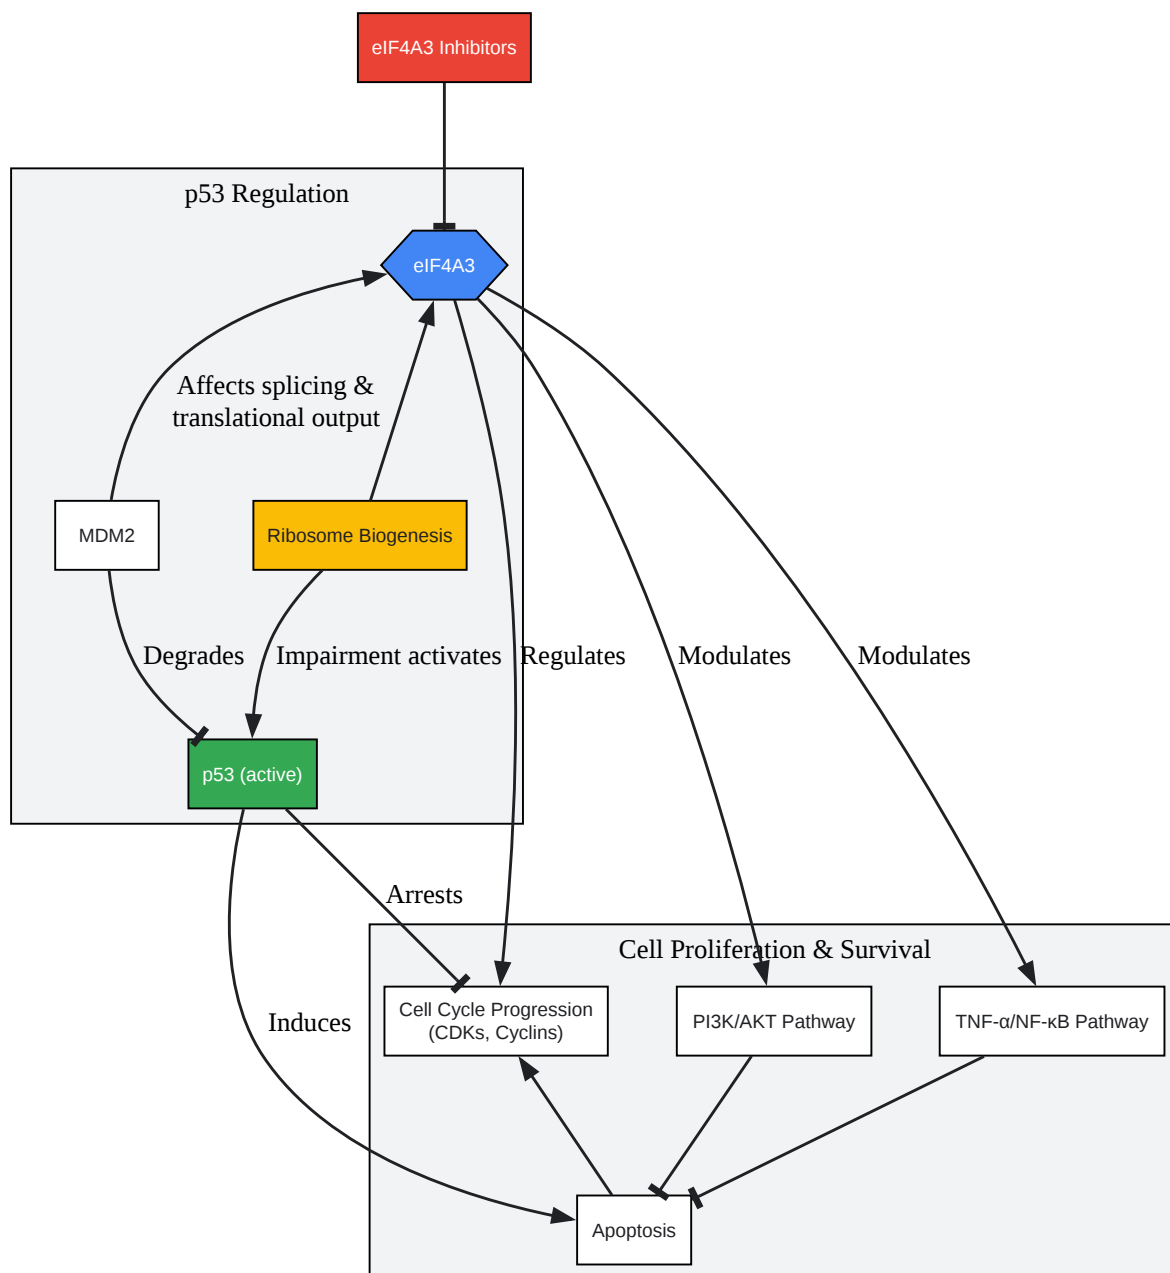 eIF4A3 Inhibitors
p53 Regulation
eIF4A3
Affects splicing &
translational output
MDM2
Ribosome Biogenesis
Degrades
Impairment activates
Regulates
Modulates
Modulates
p53 (active)
Arrests
Cell Proliferation & Survival
Cell Cycle Progression
(CDKs, Cyclins)
PI3K/AKT Pathway
TNF-α/NF-κB Pathway
Induces
Apoptosis